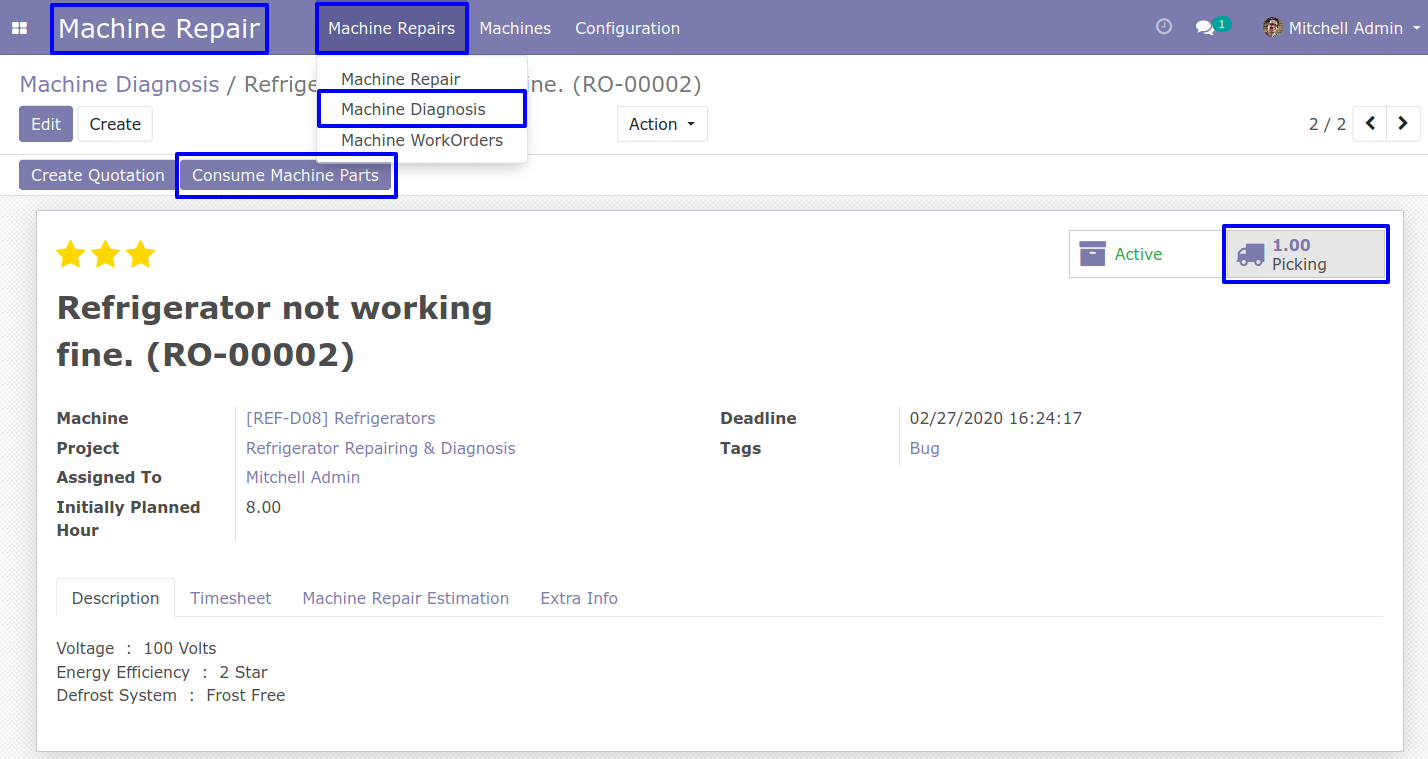 Machine Repair Machine Repairs Machines Configuration 1 Mitchell Admin
Machine Diagnosis / Refrige ine. (RO-00002)
Machine Repair
Machine Diagnosis
Machine WorkOrders
Edit Create Action 2 / 2
Create Quotation Consume Machine Parts
Active
1.00
Picking
Refrigerator not working
fine. (RO-00002)
Machine [REF-D08] Refrigerators Deadline 02/27/2020 16:24:17
Project Refrigerator Repairing & Diagnosis Tags Bug
Assigned To Mitchell Admin
Initially Planned 8.00
Hour
Description Timesheet Machine Repair Estimation Extra Info
Voltage : 100 Volts
Energy Efficiency : 2 Star
Defrost System : Frost Free